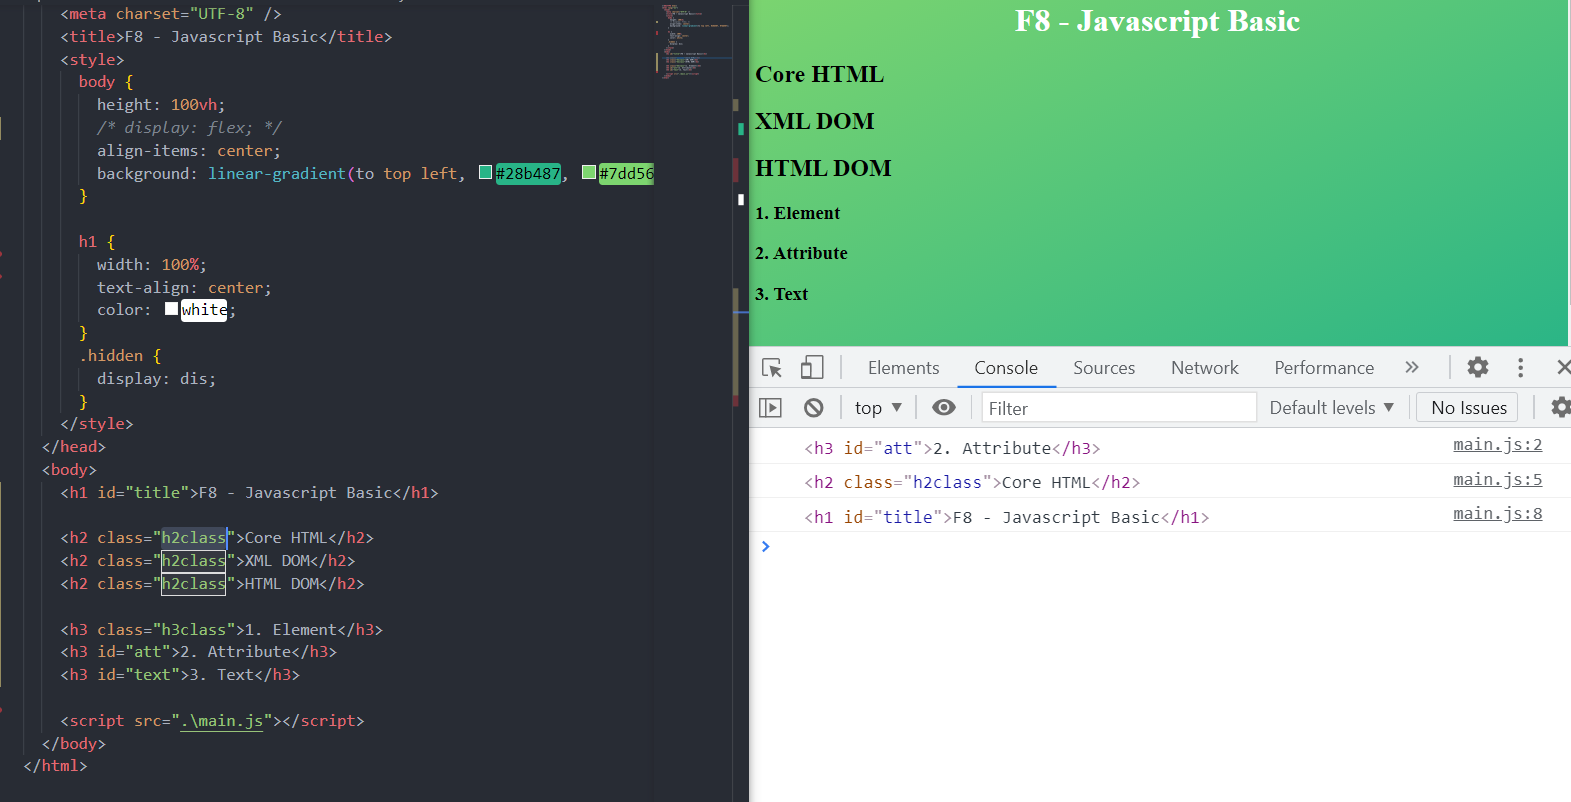 <meta charset="UTF-8" />
<title>F8 - Javascript Basic</title>
<style>
body {
height: 100vh;
/* display: flex; */
align-items: center;
background: linear-gradient(to top left, #28b487, #7dd56
}
h1 {
width: 100%;
text-align: center;
color: white;
}
.hidden {
display: dis;
}
</style>
</head>
<body>
<h1 id="title">F8 - Javascript Basic</h1>
<h2 class="h2class">Core HTML</h2>
<h2 class="h2class">XML DOM</h2>
<h2 class="h2class">HTML DOM</h2>
<h3 class="h3class">1. Element</h3>
<h3 id="att">2. Attribute</h3>
<h3 id="text">3. Text</h3>
<script src=".\main.js"></script>
</body>
</html>
F8 - Javascript Basic
Core HTML
XML DOM
HTML DOM
1. Element
2. Attribute
3. Text
Elements Console Sources Network Performance »
top ▼ Filter Default levels ▼ No Issues
<h3 id="att">2. Attribute</h3> main.js:2
<h2 class="h2class">Core HTML</h2> main.js:5
<h1 id="title">F8 - Javascript Basic</h1> main.js:8